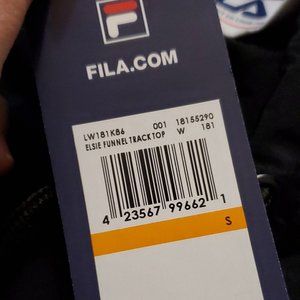 FILA.COM
LW181K86 001 18155290
ELSIE FUNNEL TRACK TOP W 181
4 23567 99662 1
S